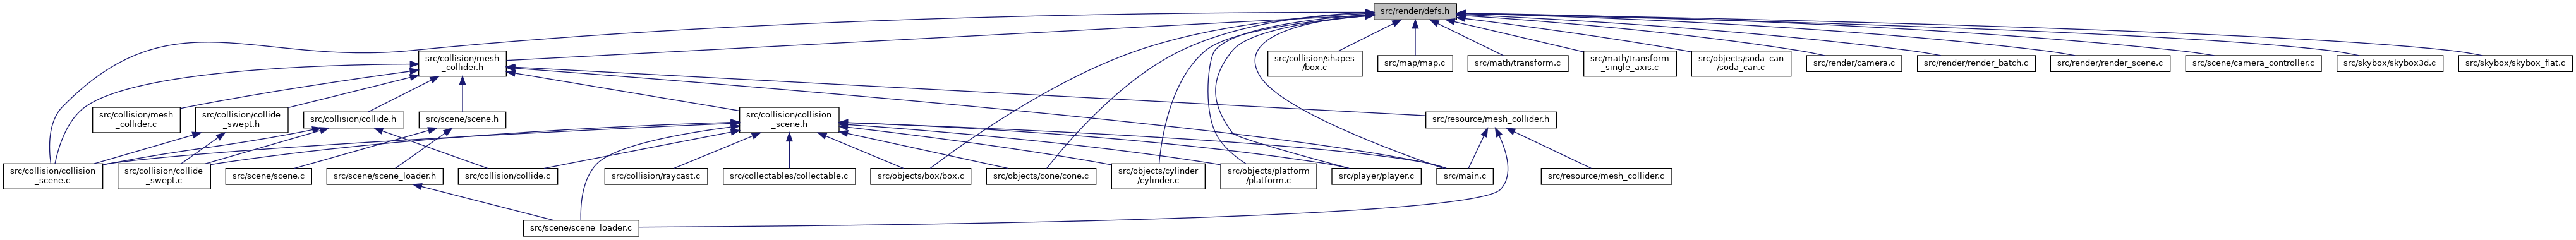 src/render/defs.h
src/collision/mesh
_collider.h
src/collision/shapes
/box.c
src/map/map.c
src/math/transform.c
src/math/transform
_single_axis.c
src/objects/soda_can
/soda_can.c
src/render/camera.c
src/render/render_batch.c
src/render/render_scene.c
src/scene/camera_controller.c
src/skybox/skybox3d.c
src/skybox/skybox_flat.c
src/collision/mesh
_collider.c
src/collision/collide
_swept.h
src/collision/collide.h
src/scene/scene.h
src/collision/collision
_scene.h
src/resource/mesh_collider.h
src/collision/collision
_scene.c
src/collision/collide
_swept.c
src/scene/scene.c
src/scene/scene_loader.h
src/collision/collide.c
src/collision/raycast.c
src/collectables/collectable.c
src/objects/box/box.c
src/objects/cone/cone.c
src/objects/cylinder
/cylinder.c
src/objects/platform
/platform.c
src/player/player.c
src/main.c
src/resource/mesh_collider.c
src/scene/scene_loader.c